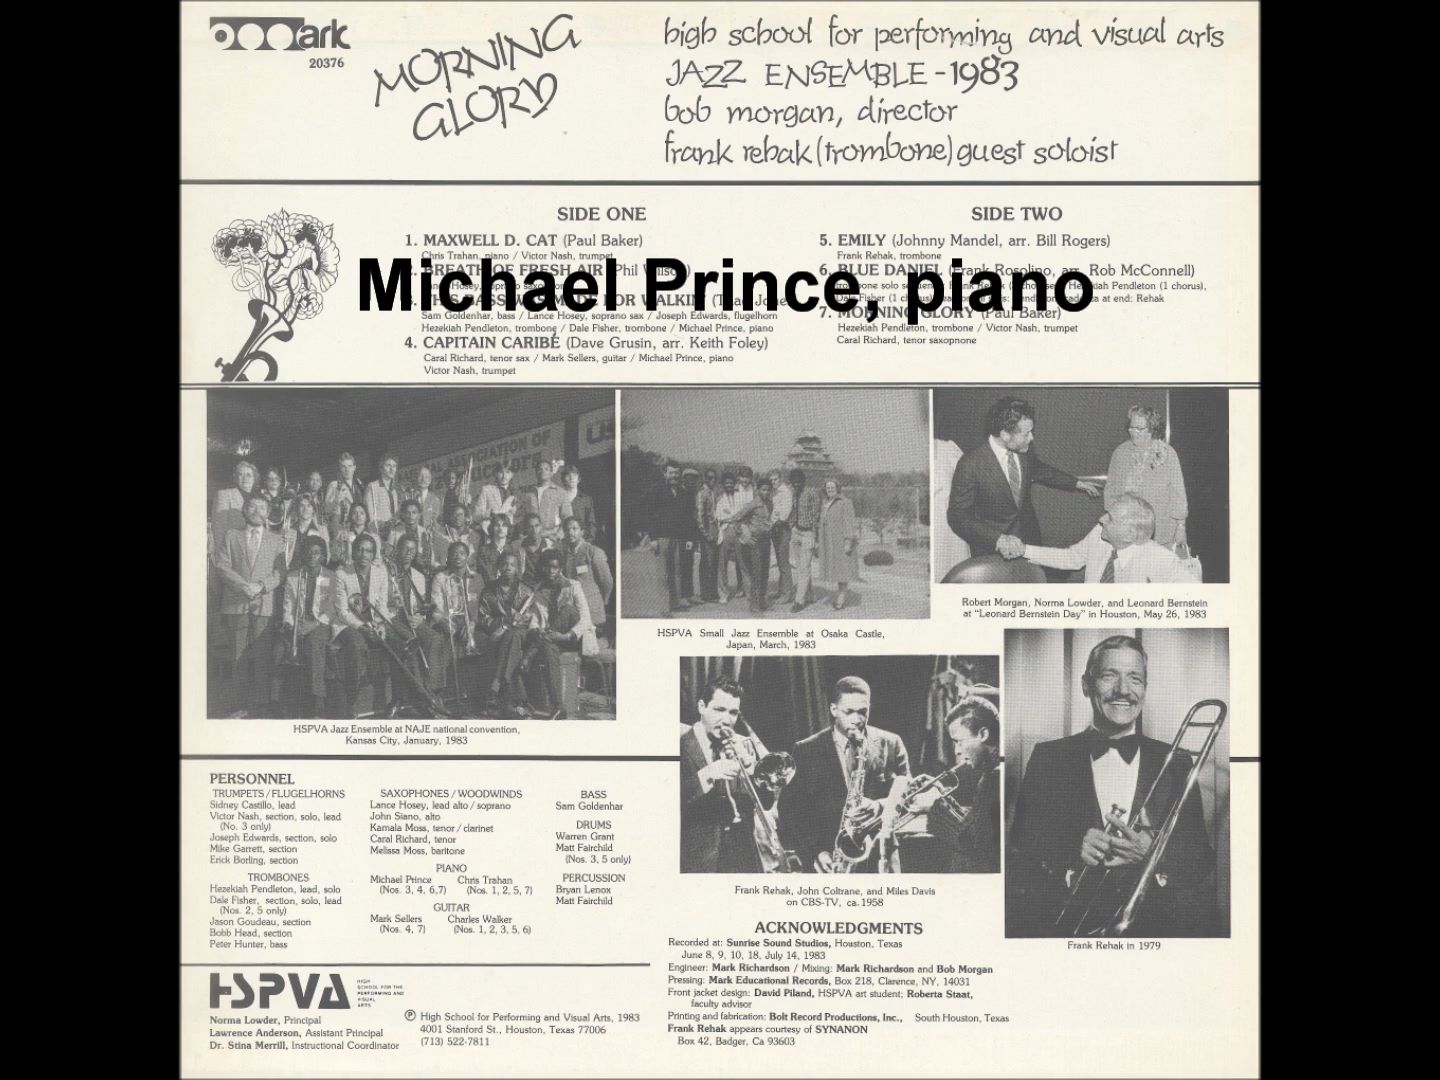 mark
20376
MORNING
GLORY
high school for performing and visual arts
JAZZ ENSEMBLE - 1983
bob morgan, director
frank rehak (trombone) guest soloist
SIDE ONE
1. MAXWELL D. CAT (Paul Baker)
Chris Trahan, piano / Victor Nash, trumpet
BREATH OF FRESH AIR (Phil
Michael Prince, piano
Sam Goldenhar, bass / Lance Hosey, soprano sax / Joseph Edwards, flugelhorn
Hezekiah Pendleton, trombone / Dale Fisher, trombone / Michael Prince, piano
4. CAPITAIN CARIBÉ (Dave Grusin, arr. Keith Foley)
Caral Richard, tenor sax / Mark Sellers, guitar / Michael Prince, piano
Victor Nash, trumpet
SIDE TWO
5. EMILY (Johnny Mandel, arr. Bill Rogers)
Frank Rehak, trombone
6. BLUE DANIEL (Frank Rosolino, arr. Rob McConnell)
7. MORNING GLORY (Paul Baker)
Hezekiah Pendleton, trombone / Victor Nash, trumpet
Caral Richard, tenor saxopnone
HSPVA Jazz Ensemble at NAJE national convention,
Kansas City, January, 1983
HSPVA Small Jazz Ensemble at Osaka Castle,
Japan, March, 1983
Robert Morgan, Norma Lowder, and Leonard Bernstein
at "Leonard Bernstein Day" in Houston, May 26, 1983
Frank Rehak, John Coltrane, and Miles Davis
on CBS-TV, ca. 1958
Frank Rehak in 1979
PERSONNEL
TRUMPETS / FLUGELHORNS
Sidney Castillo, lead
Victor Nash, section, solo, lead
(No. 3 only)
Joseph Edwards, section, solo
Mike Garrett, section
Erick Borling, section
TROMBONES
Hezekiah Pendleton, lead, solo
Dale Fisher, section, solo, lead
(Nos. 2, 5 only)
Jason Goudeau, section
Bobb Head, section
Peter Hunter, bass
SAXOPHONES / WOODWINDS
Lance Hosey, lead alto / soprano
John Siano, alto
Kamala Moss, tenor / clarinet
Caral Richard, tenor
Melissa Moss, baritone
PIANO
Michael Prince Chris Trahan
(Nos. 3, 4, 6,7) (Nos. 1, 2, 5, 7)
GUITAR
Mark Sellers Charles Walker
(Nos. 4, 7) (Nos. 1, 2, 3, 5, 6)
BASS
Sam Goldenhar
DRUMS
Warren Grant
Matt Fairchild
(Nos. 3, 5 only)
PERCUSSION
Bryan Lenox
Matt Fairchild
ACKNOWLEDGMENTS
Recorded at: Sunrise Sound Studios, Houston, Texas
June 8, 9, 10, 18, July 14, 1983
Engineer: Mark Richardson / Mixing: Mark Richardson and Bob Morgan
Pressing: Mark Educational Records, Box 218, Clarence, NY, 14031
Front jacket design: David Piland, HSPVA art student; Roberta Staat,
faculty advisor
Printing and fabrication: Bolt Record Productions, Inc., South Houston, Texas
Frank Rehak appears courtesy of SYNANON
Box 42, Badger, Ca 93603
HSPVA
HIGH
SCHOOL FOR THE
PERFORMING AND
VISUAL
ARTS
Norma Lowder, Principal
Lawrence Anderson, Assistant Principal
Dr. Stina Merrill, Instructional Coordinator
Ⓟ High School for Performing and Visual Arts, 1983
4001 Stanford St., Houston, Texas 77006
(713) 522-7811